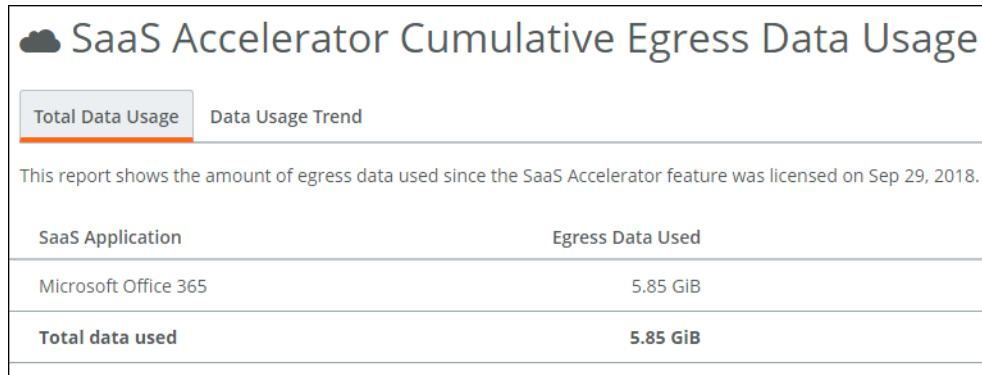 SaaS Accelerator Cumulative Egress Data Usage
Total Data Usage Data Usage Trend
This report shows the amount of egress data used since the SaaS Accelerator feature was licensed on Sep 29, 2018.
SaaS Application Egress Data Used
Microsoft Office 365 5.85 GiB
Total data used 5.85 GiB